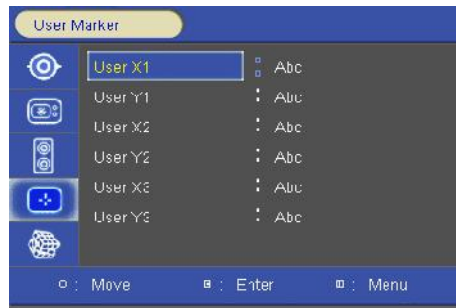 User Marker
User X1 : Abc
User Y1 : Abc
User X2 : Abc
User Y2 : Abc
User X3 : Abc
User Y3 : Abc
: Move : Enter : Menu